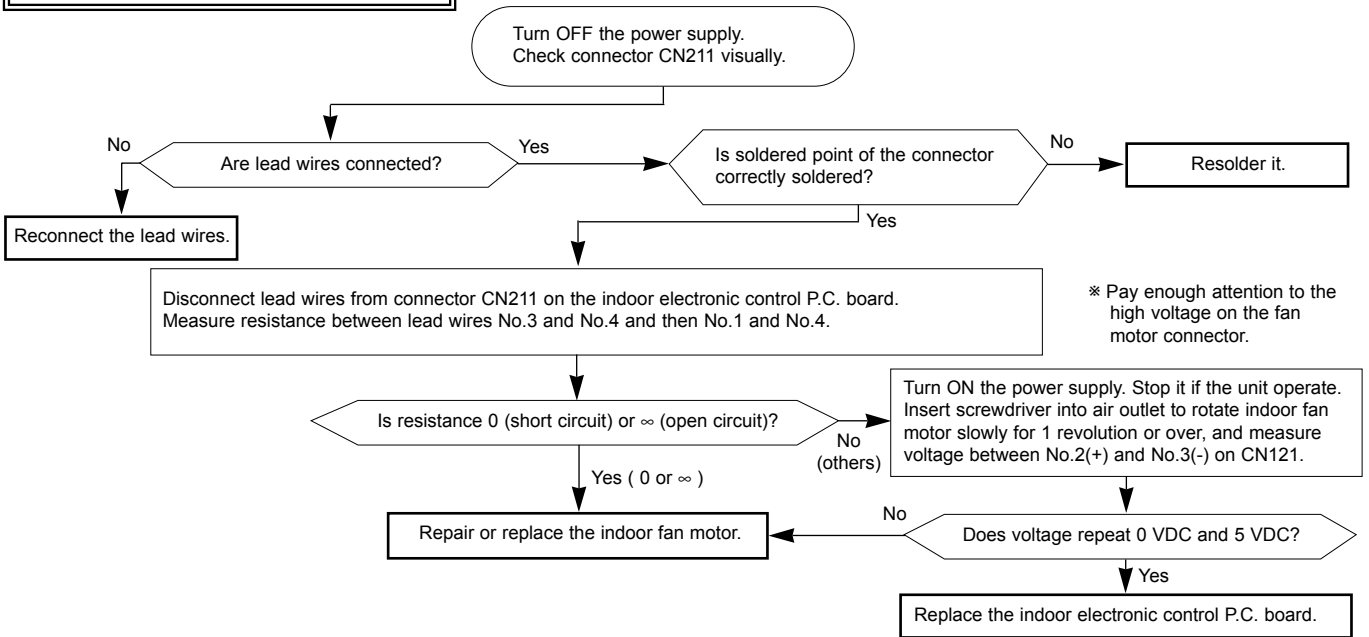 Turn OFF the power supply.
Check connector CN211 visually.
No
Are lead wires connected?
Yes
Is soldered point of the connector
correctly soldered?
No
Resolder it.
Reconnect the lead wires.
Yes
Disconnect lead wires from connector CN211 on the indoor electronic control P.C. board.
Measure resistance between lead wires No.3 and No.4 and then No.1 and No.4.
※ Pay enough attention to the
high voltage on the fan
motor connector.
Is resistance 0 (short circuit) or ∞ (open circuit)?
No
(others)
Turn ON the power supply. Stop it if the unit operate.
Insert screwdriver into air outlet to rotate indoor fan
motor slowly for 1 revolution or over, and measure
voltage between No.2(+) and No.3(-) on CN121.
Yes ( 0 or ∞ )
Repair or replace the indoor fan motor.
No
Does voltage repeat 0 VDC and 5 VDC?
Yes
Replace the indoor electronic control P.C. board.